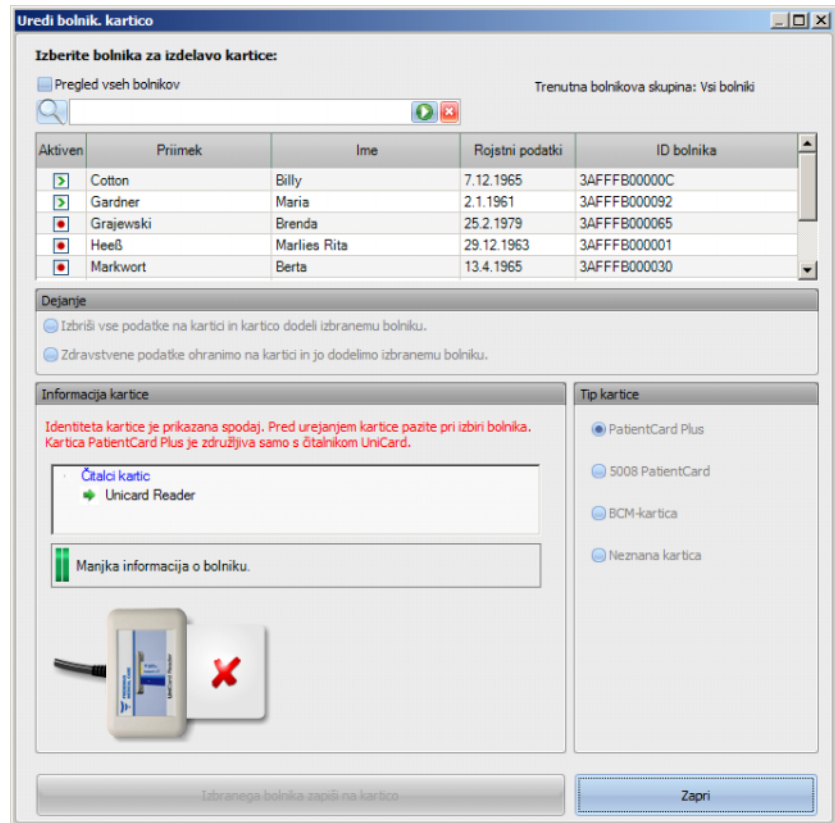 Uredi bolnik. kartico
Izberite bolnika za izdelavo kartice:
Pregled vseh bolnikov
Trenutna bolnikova skupina: Vsi bolniki
Aktiven Priimek Ime Rojstni podatki ID bolnika
Cotton Billy 7.12.1965 3AFFFB00000C
Gardner Maria 2.1.1961 3AFFFB000092
Grajewski Brenda 25.2.1979 3AFFFB000065
Heeß Marlies Rita 29.12.1963 3AFFFB000001
Markwort Berta 13.4.1965 3AFFFB000030
Dejanje
Izbriši vse podatke na kartici in kartico dodeli izbranemu bolniku.
Zdravstvene podatke ohranimo na kartici in jo dodelimo izbranemu bolniku.
Informacija kartice
Identiteta kartice je prikazana spodaj. Pred urejanjem kartice pazite pri izbiri bolnika.
Kartica PatientCard Plus je združljiva samo s čitalnikom UniCard.
Čitalci kartic
Unicard Reader
Manjka informacija o bolniku.
FRESENIUS
MEDICAL CARE
UniCard Reader
Tip kartice
PatientCard Plus
5008 PatientCard
BCM-kartica
Neznana kartica
Izbranega bolnika zapiši na kartico
Zapri